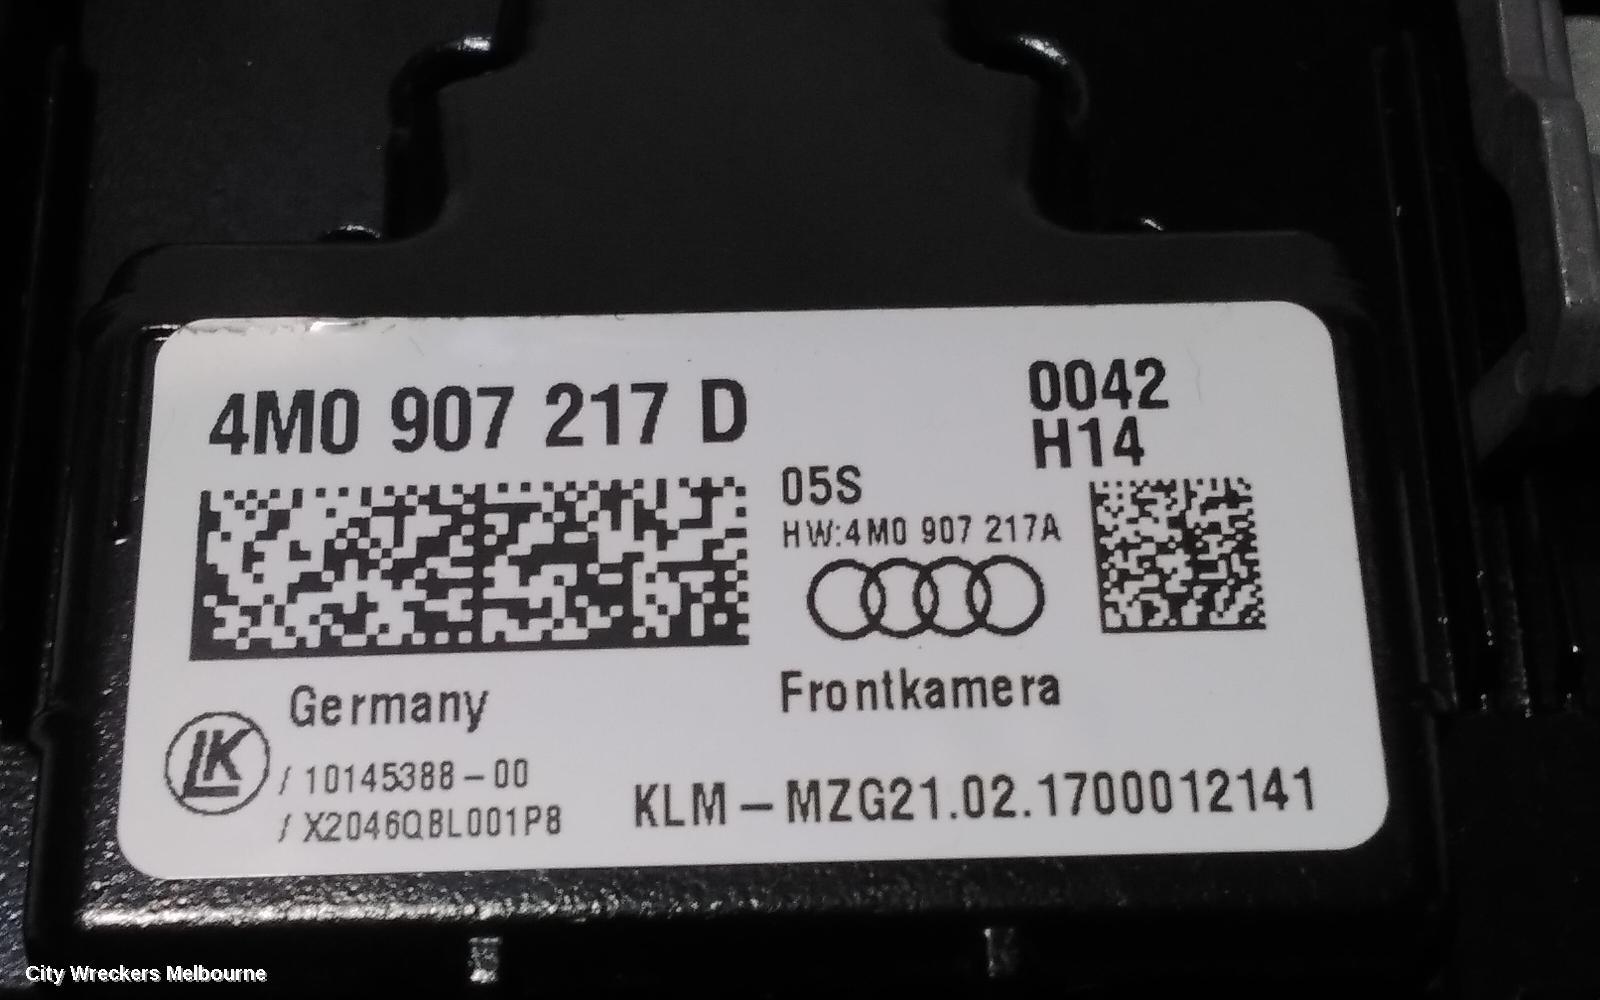 4M0 907 217 D
0042
H14
05S
HW:4M0 907 217A
Germany
Frontkamera
LK
/ 10145388-00
/ X2046QBL001P8
KLM-MZG21.02.1700012141
City Wreckers Melbourne